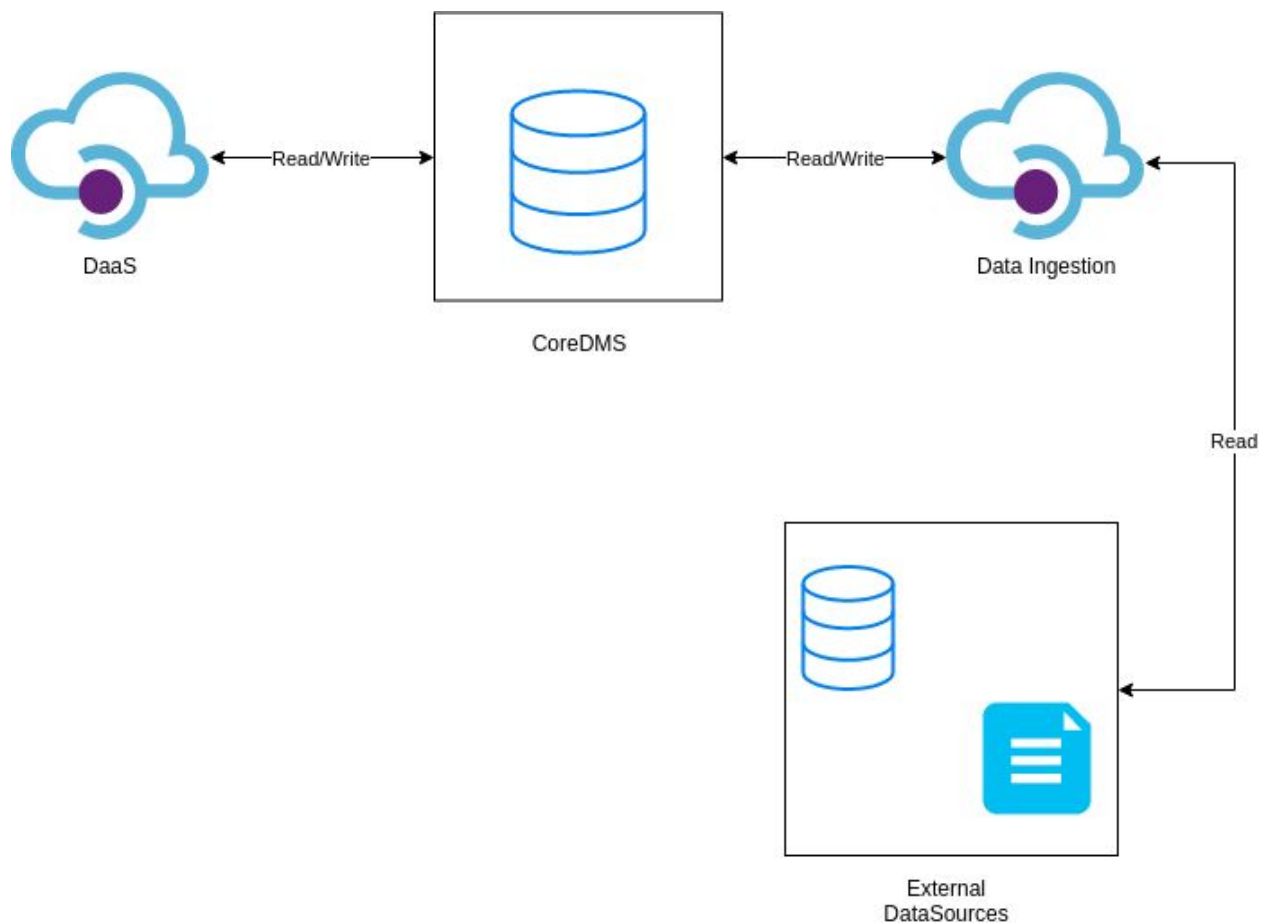 Read/Write
Read/Write
DaaS
Data Ingestion
CoreDMS
Read
External
DataSources